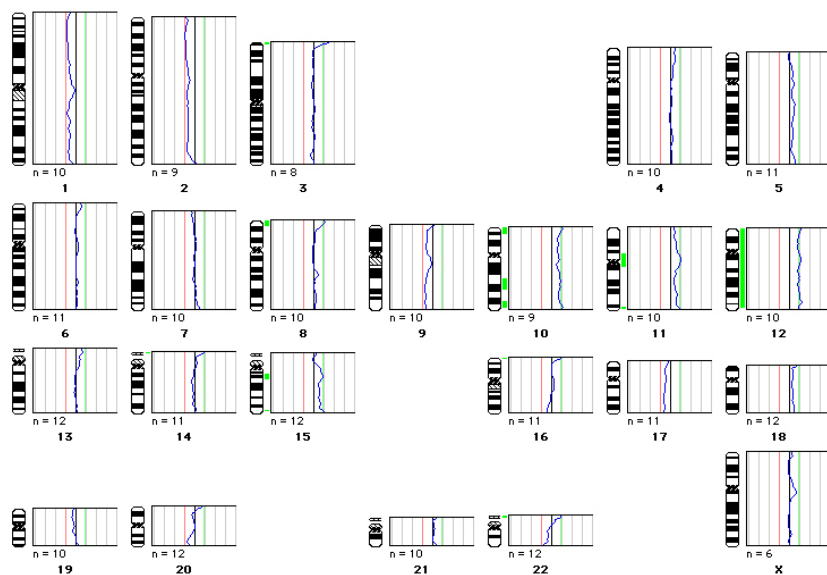 n = 10
n = 9
n = 8
n = 10
n = 11
1
2
3
4
5
n = 11
n = 10
n = 10
n = 10
n = 9
n = 10
n = 10
6
7
8
9
10
11
12
n = 12
n = 11
n = 12
n = 11
n = 11
n = 12
13
14
15
16
17
18
n = 10
n = 12
n = 10
n = 12
n = 6
19
20
21
22
X